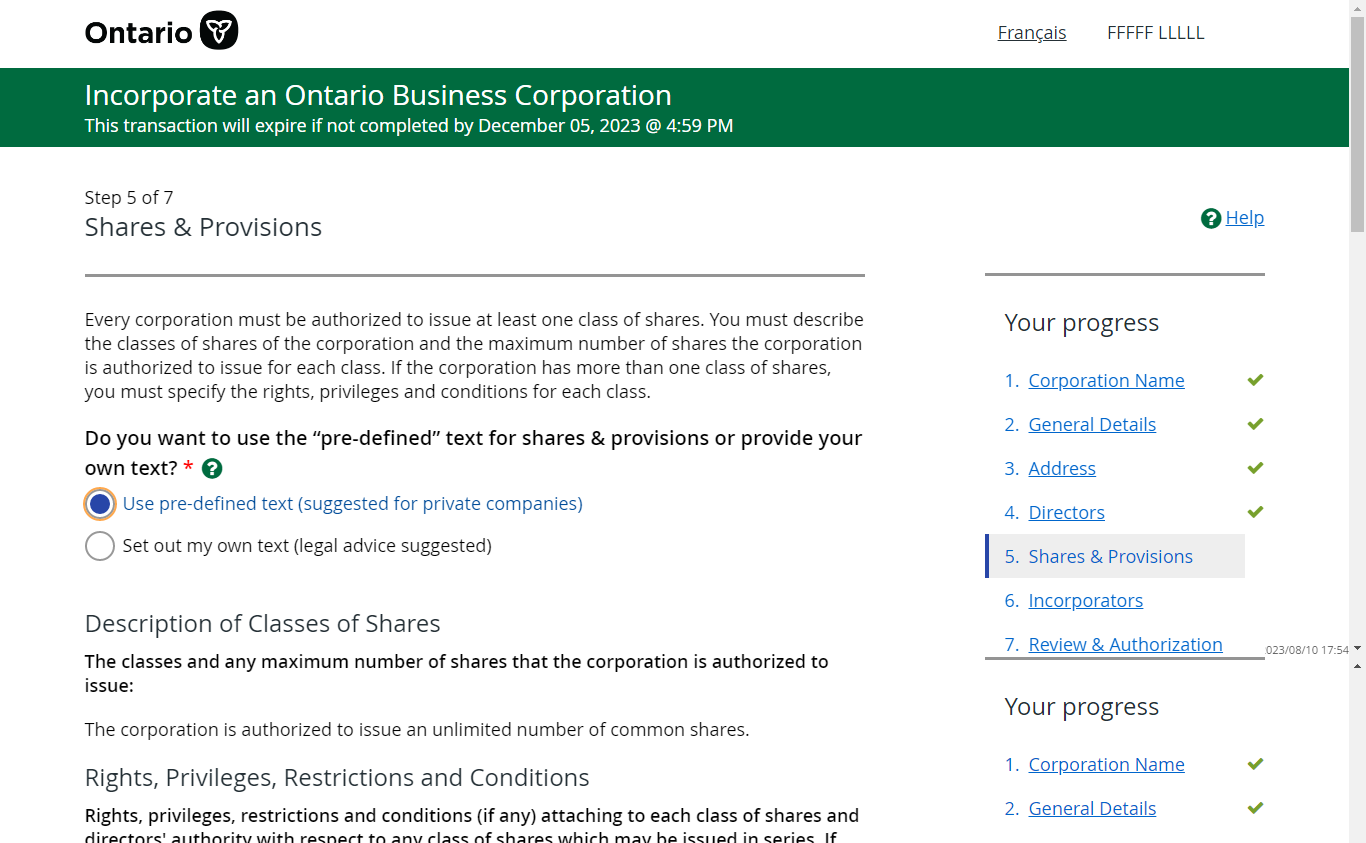 Ontario
Français
FFFFF LLLLL
Incorporate an Ontario Business Corporation
This transaction will expire if not completed by December 05, 2023 @ 4:59 PM
Step 5 of 7
Shares & Provisions
? Help
Every corporation must be authorized to issue at least one class of shares. You must describe
the classes of shares of the corporation and the maximum number of shares the corporation
is authorized to issue for each class. If the corporation has more than one class of shares,
you must specify the rights, privileges and conditions for each class.
Do you want to use the “pre-defined” text for shares & provisions or provide your
own text? * ?
Use pre-defined text (suggested for private companies)
Set out my own text (legal advice suggested)
Description of Classes of Shares
The classes and any maximum number of shares that the corporation is authorized to
issue:
The corporation is authorized to issue an unlimited number of common shares.
Rights, Privileges, Restrictions and Conditions
Rights, privileges, restrictions and conditions (if any) attaching to each class of shares and
directors' authority with respect to any class of shares which may be issued in series. If
Your progress
1. Corporation Name
2. General Details
3. Address
4. Directors
5. Shares & Provisions
6. Incorporators
7. Review & Authorization
023/08/10 17:54
Your progress
1. Corporation Name
2. General Details